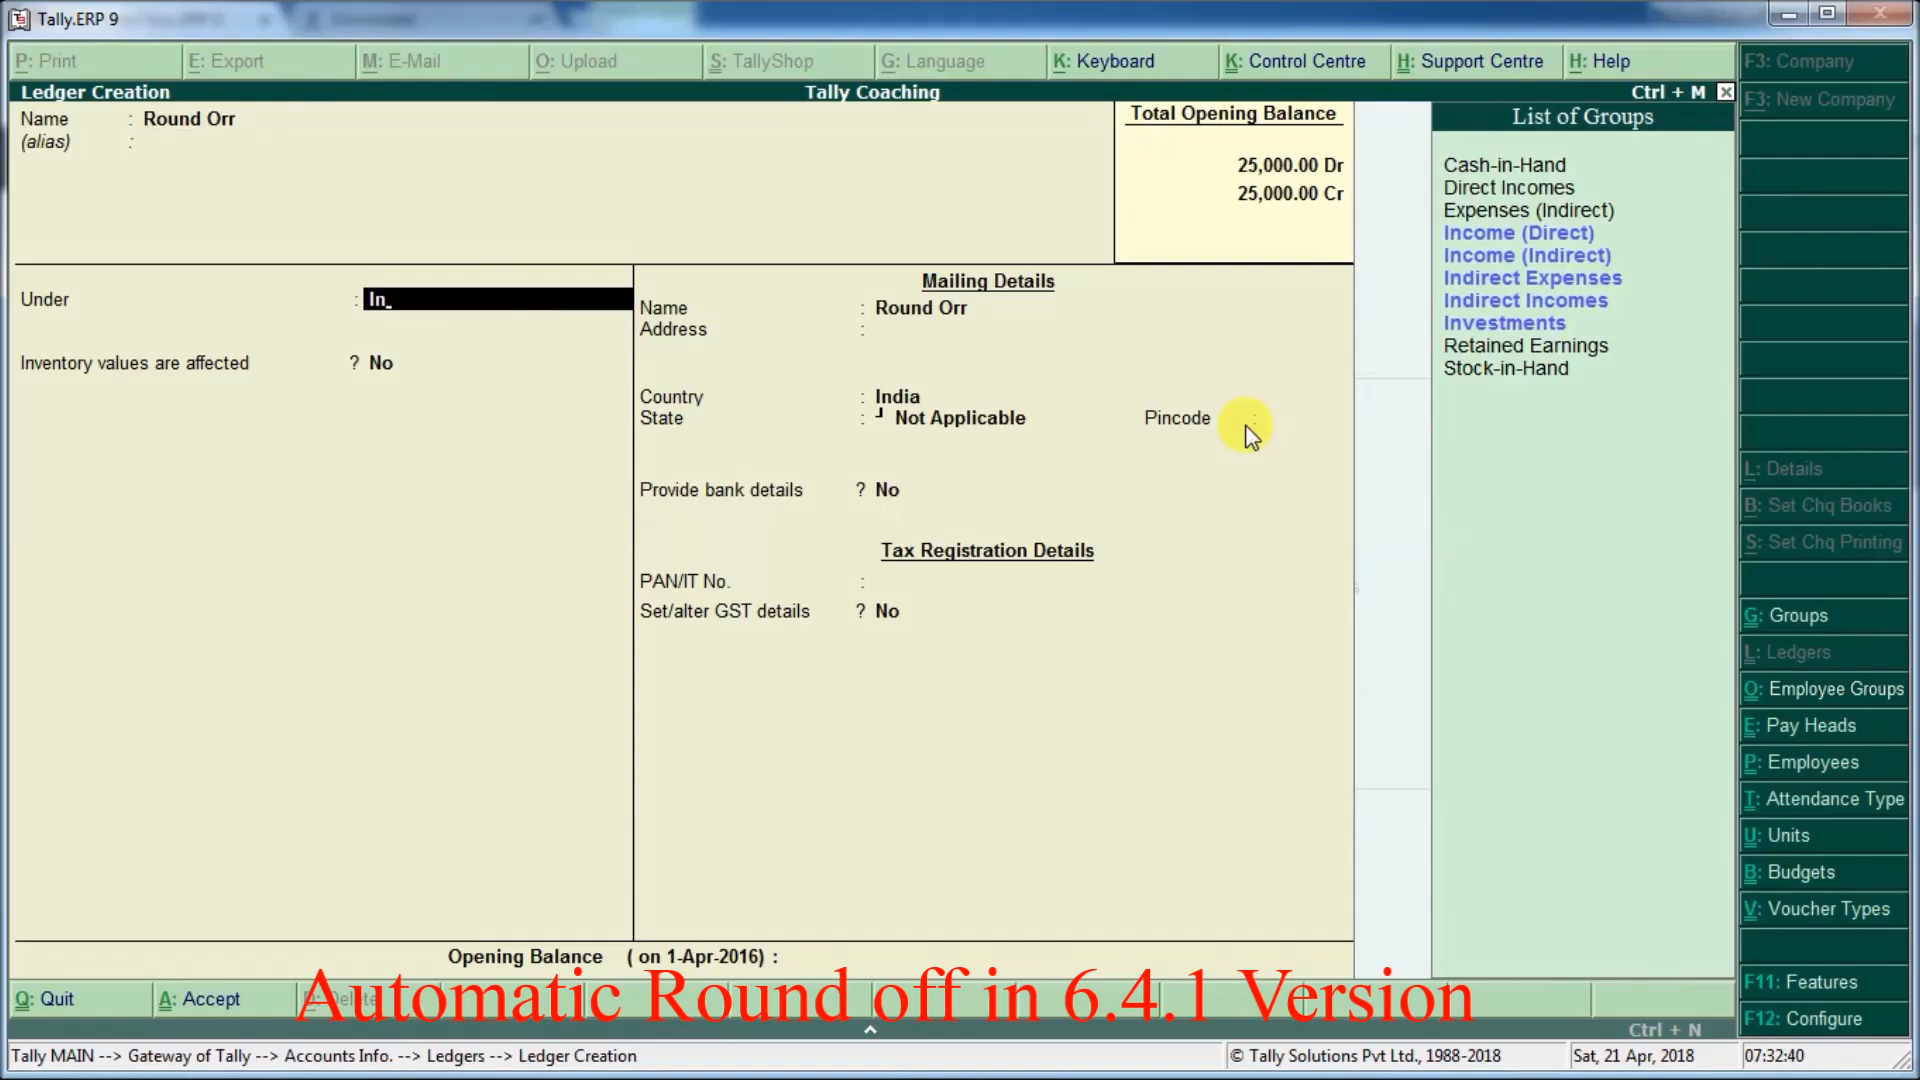 Tally.ERP 9
P: Print
E: Export
M: E-Mail
O: Upload
S: TallyShop
G: Language
K: Keyboard
K: Control Centre
H: Support Centre
H: Help
F3: Company
F3: New Company
Ledger Creation
Tally Coaching
Ctrl + M
Name : Round Orr
(alias) :
Total Opening Balance
25,000.00 Dr
25,000.00 Cr
List of Groups
Cash-in-Hand
Direct Incomes
Expenses (Indirect)
Income (Direct)
Income (Indirect)
Indirect Expenses
Indirect Incomes
Investments
Retained Earnings
Stock-in-Hand
Under : In_
Inventory values are affected ? No
Mailing Details
Name : Round Orr
Address :
Country : India
State : Not Applicable
Pincode :
Provide bank details ? No
Tax Registration Details
PAN/IT No. :
Set/alter GST details ? No
L: Details
B: Set Chq Books
S: Set Chq Printing
G: Groups
L: Ledgers
O: Employee Groups
E: Pay Heads
P: Employees
T: Attendance Type
U: Units
B: Budgets
V: Voucher Types
F11: Features
F12: Configure
Opening Balance ( on 1-Apr-2016) :
Q: Quit
A: Accept
D: Delete
Automatic Round off in 6.4.1 Version
Ctrl + N
Tally MAIN --> Gateway of Tally --> Accounts Info. --> Ledgers --> Ledger Creation
© Tally Solutions Pvt Ltd., 1988-2018
Sat, 21 Apr, 2018
07:32:40